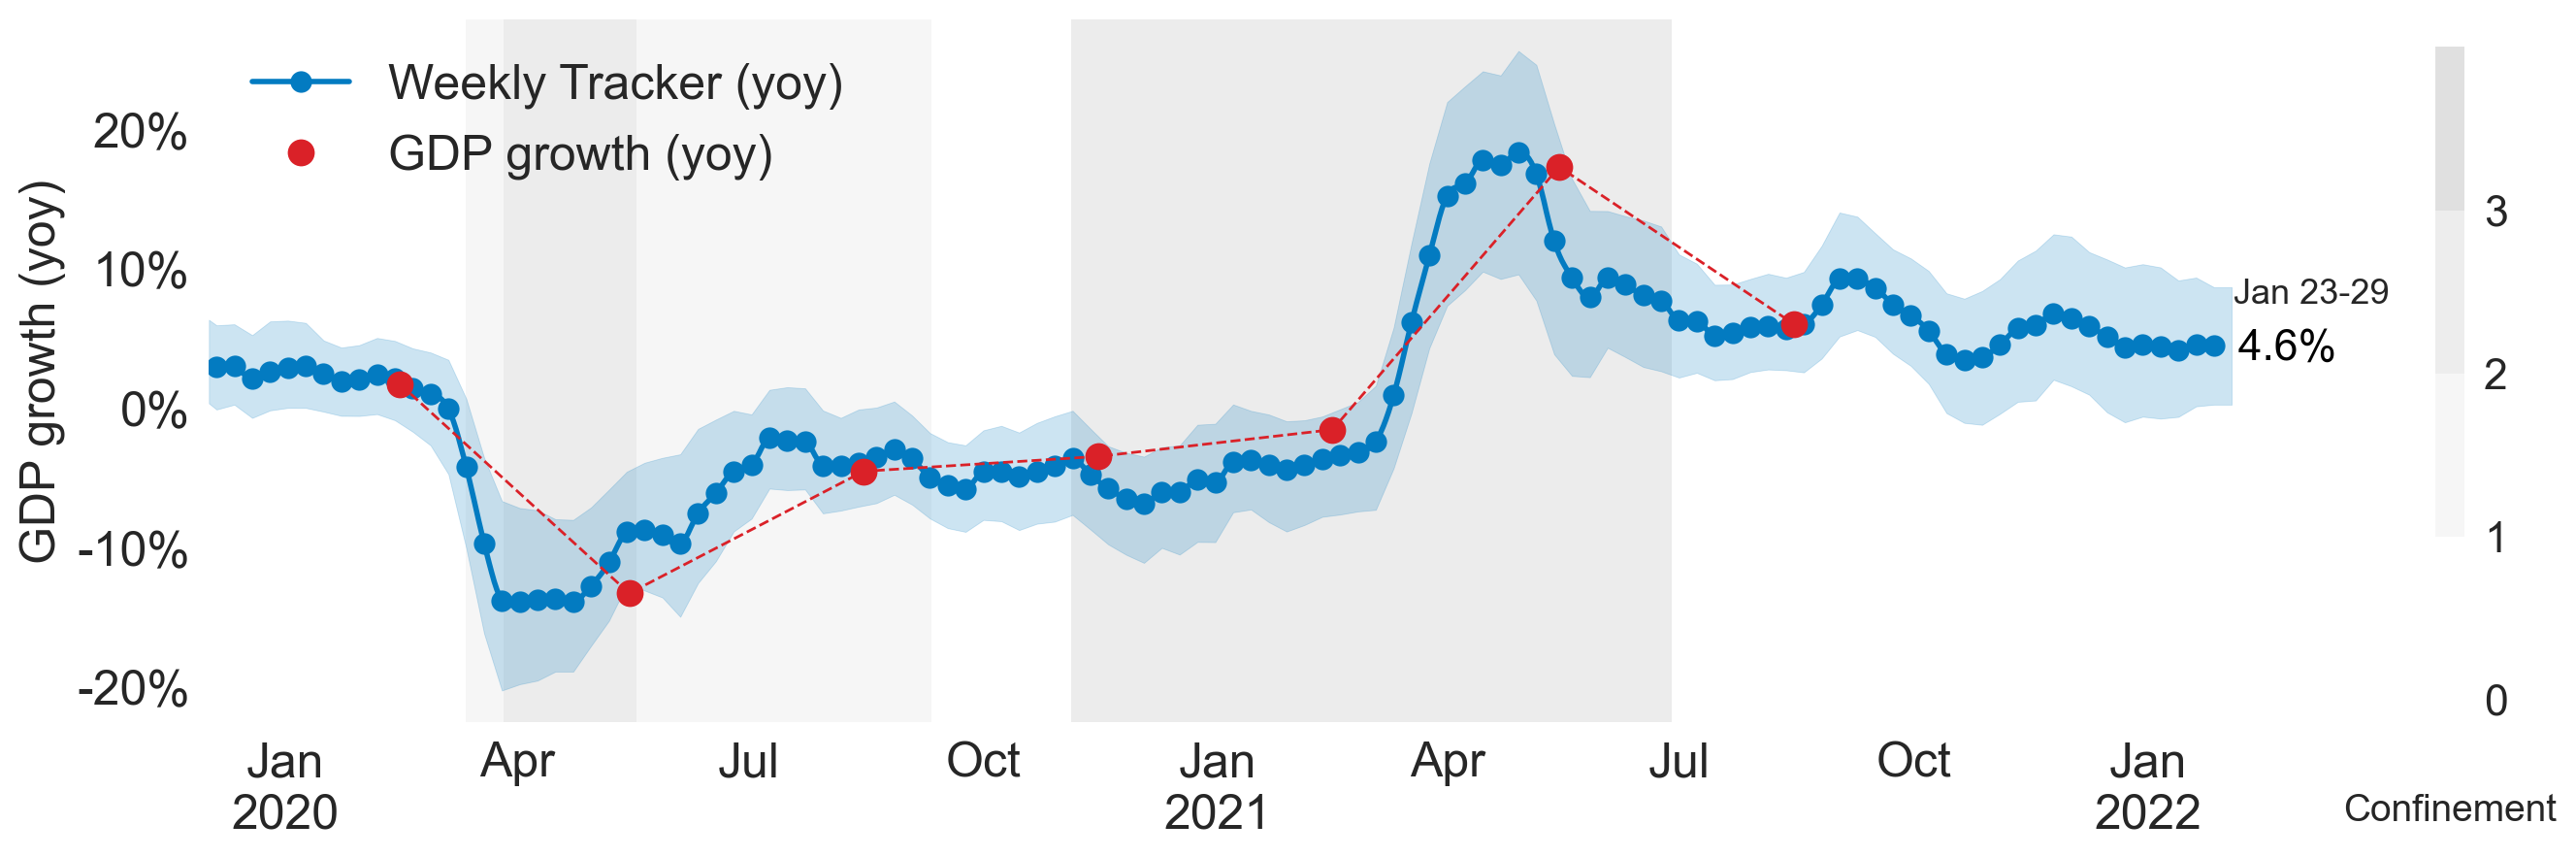 Weekly Tracker (yoy)
GDP growth (yoy)
GDP growth (yoy)
20%
10%
0%
-10%
-20%
Jan 23-29
4.6%
3
2
1
0
Jan Apr Jul Oct Jan Apr Jul Oct Jan
2020 2021 2022
Confinement